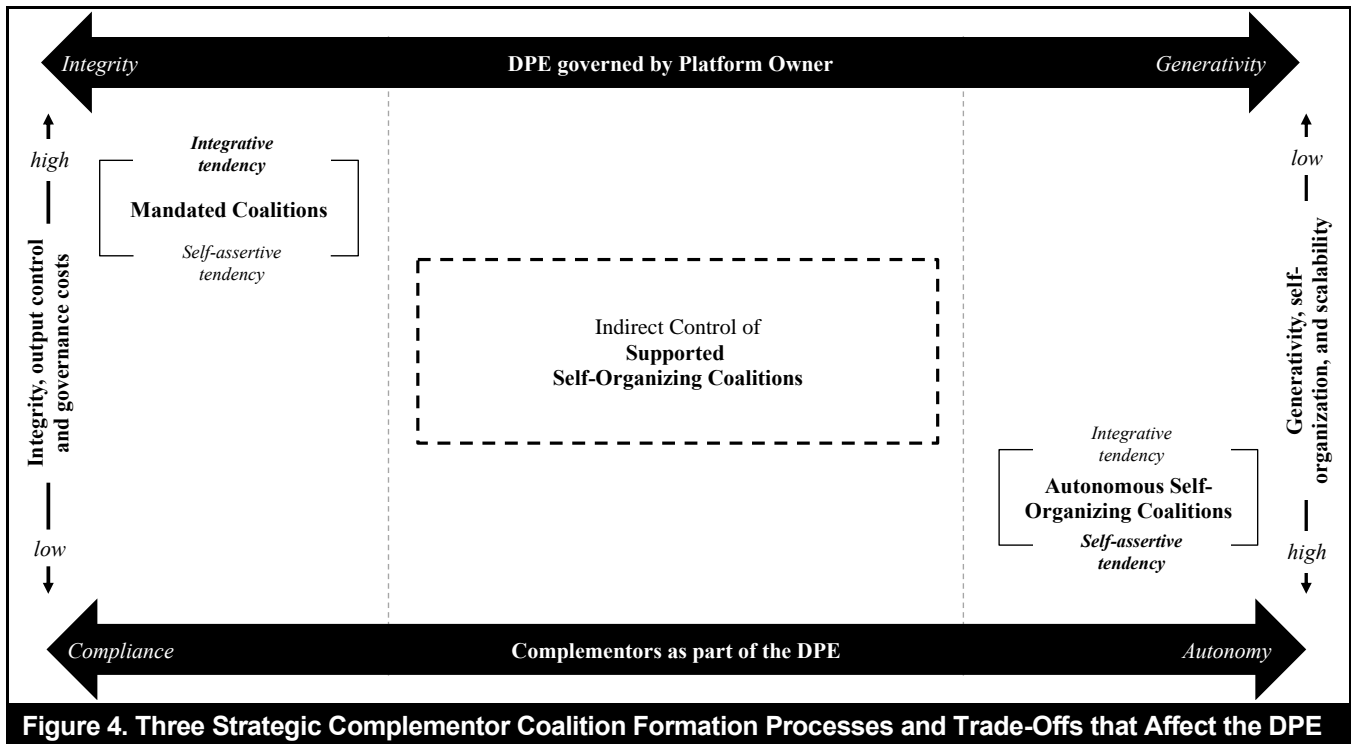 Integrity
DPE governed by Platform Owner
Generativity
high
Integrity, output control
and governance costs
low
Integrative
tendency
Mandated Coalitions
Self-assertive
tendency
Indirect Control of
Supported
Self-Organizing Coalitions
Integrative
tendency
Autonomous Self-
Organizing Coalitions
Self-assertive
tendency
low
Generativity, self-
organization, and scalability
high
Compliance
Complementors as part of the DPE
Autonomy
Figure 4. Three Strategic Complementor Coalition Formation Processes and Trade-Offs that Affect the DPE